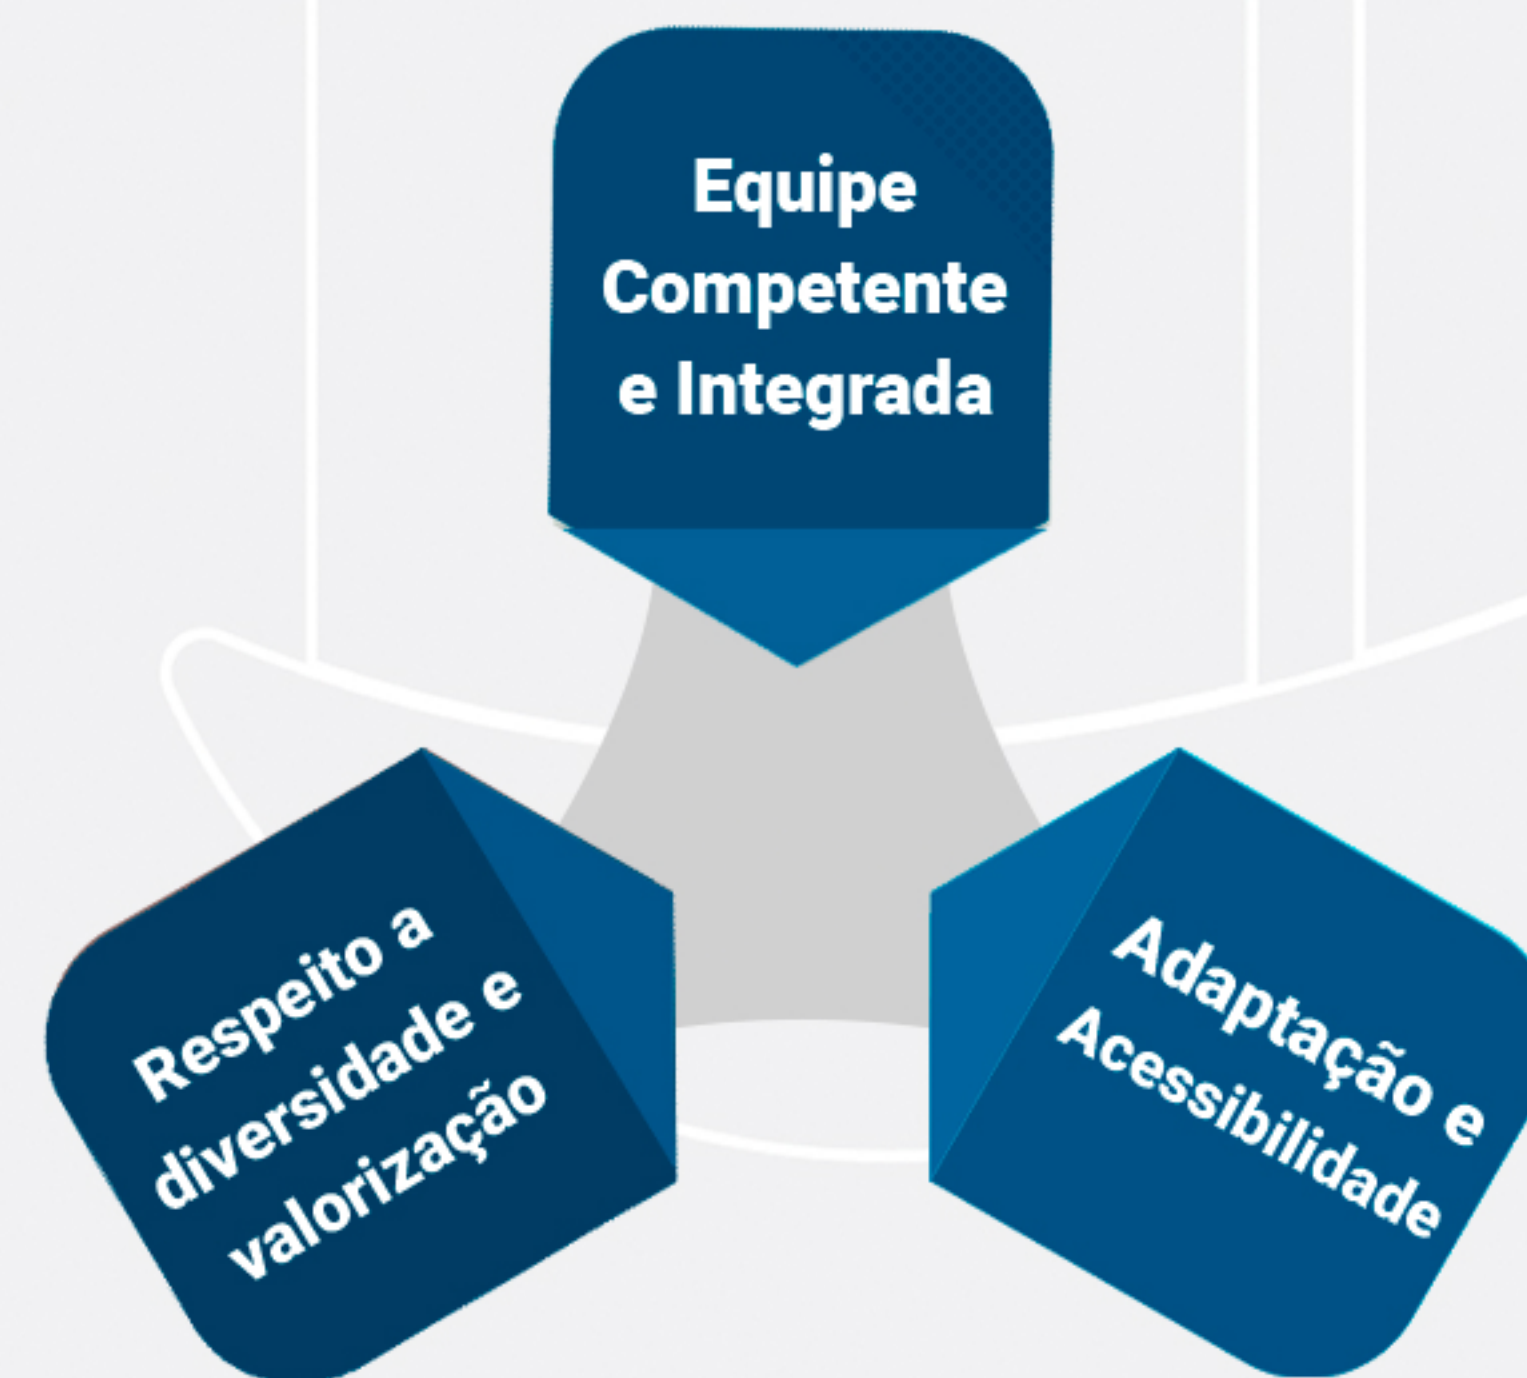 Equipe
Competente
e Integrada
Respeito a
diversidade e
valorização
Adaptação e
Acessibilidade